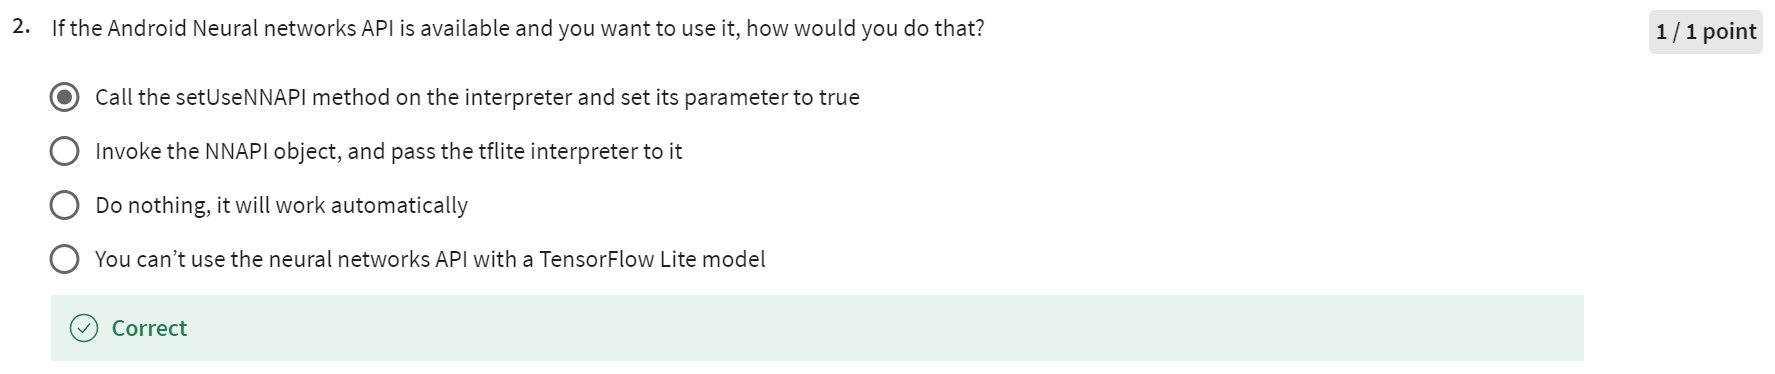 2. If the Android Neural networks API is available and you want to use it, how would you do that?
1 / 1 point
Call the setUseNNAPI method on the interpreter and set its parameter to true
Invoke the NNAPI object, and pass the tflite interpreter to it
Do nothing, it will work automatically
You can’t use the neural networks API with a TensorFlow Lite model
Correct